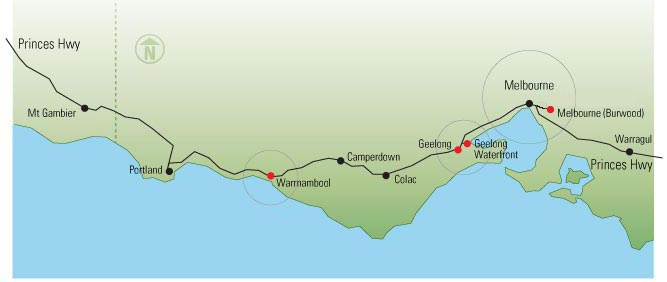 Princes Hwy
N
Mt Gambier
Portland
Warrnambool
Camperdown
Colac
Geelong
Geelong
Waterfront
Melbourne
Melbourne (Burwood)
Warragul
Princes Hwy